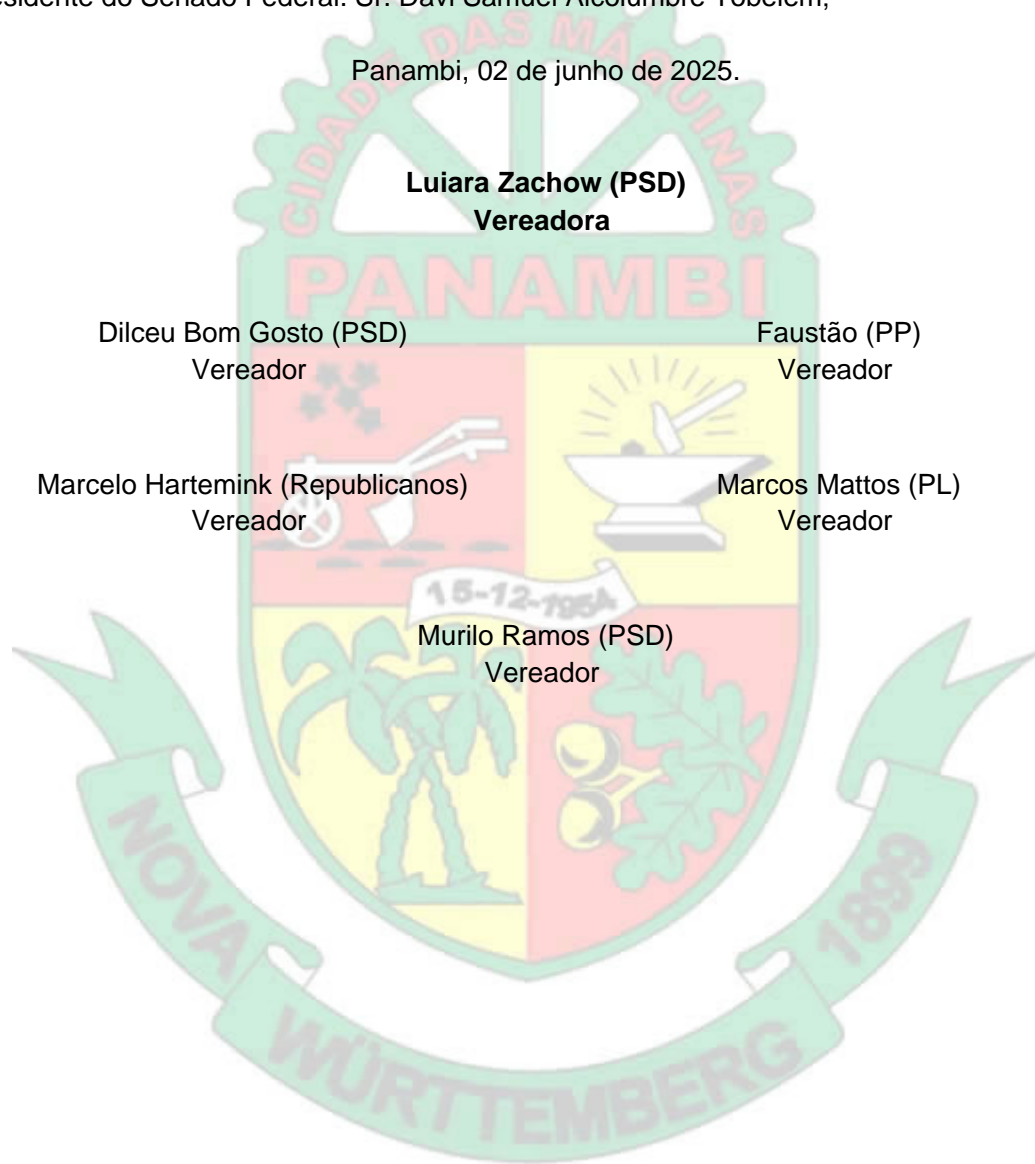 Presidente do Senado Federal: Sr. Davi Samuel Alcolumbre Tobelem;
Panambi, 02 de junho de 2025.
Luiara Zachow (PSD)
Vereadora
Dilceu Bom Gosto (PSD)
Vereador
Faustão (PP)
Vereador
Marcelo Hartemink (Republicanos)
Vereador
Marcos Mattos (PL)
Vereador
Murilo Ramos (PSD)
Vereador
CIDADE DAS MÁQUINAS
PANAMBI
15-12-1954
NOVA WÜRTTEMBERG 1899